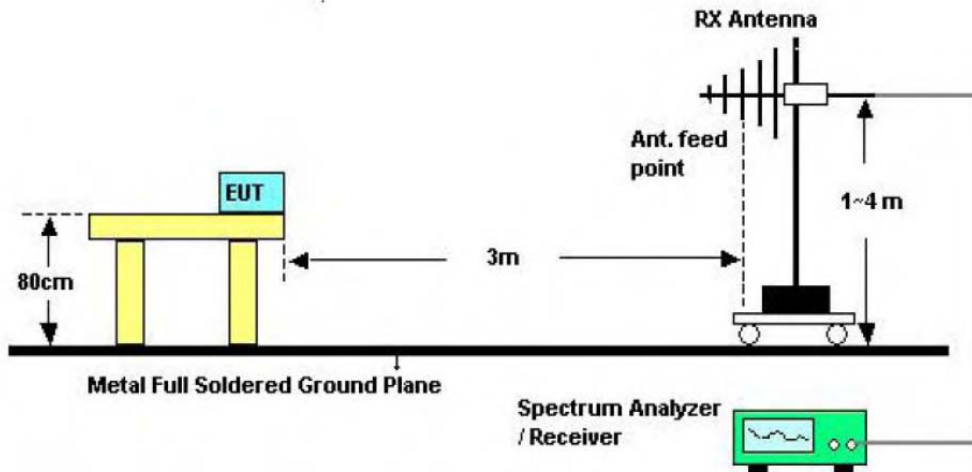 RX Antenna
Ant. feed
point
EUT
1~4 m
3m
80cm
Metal Full Soldered Ground Plane
Spectrum Analyzer
/ Receiver